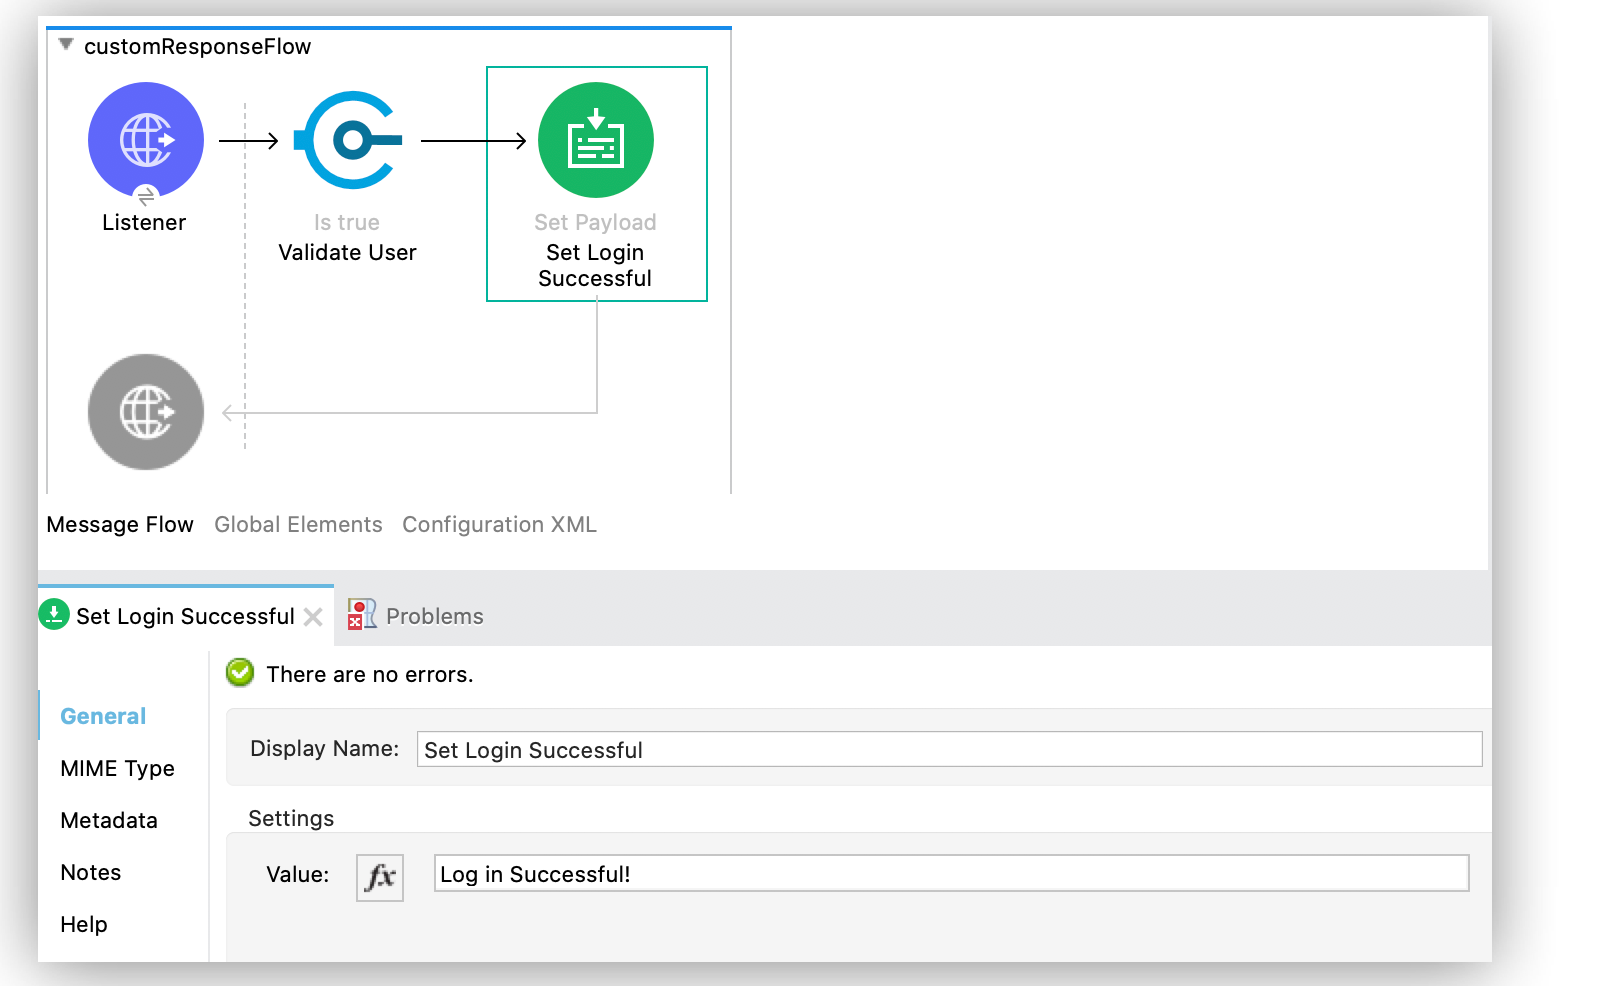 customResponseFlow
Listener
Is true
Validate User
Set Payload
Set Login
Successful
Message Flow Global Elements Configuration XML
Set Login Successful Problems
There are no errors.
General
MIME Type
Metadata
Notes
Help
Display Name: Set Login Successful
Settings
Value: fx Log in Successful!